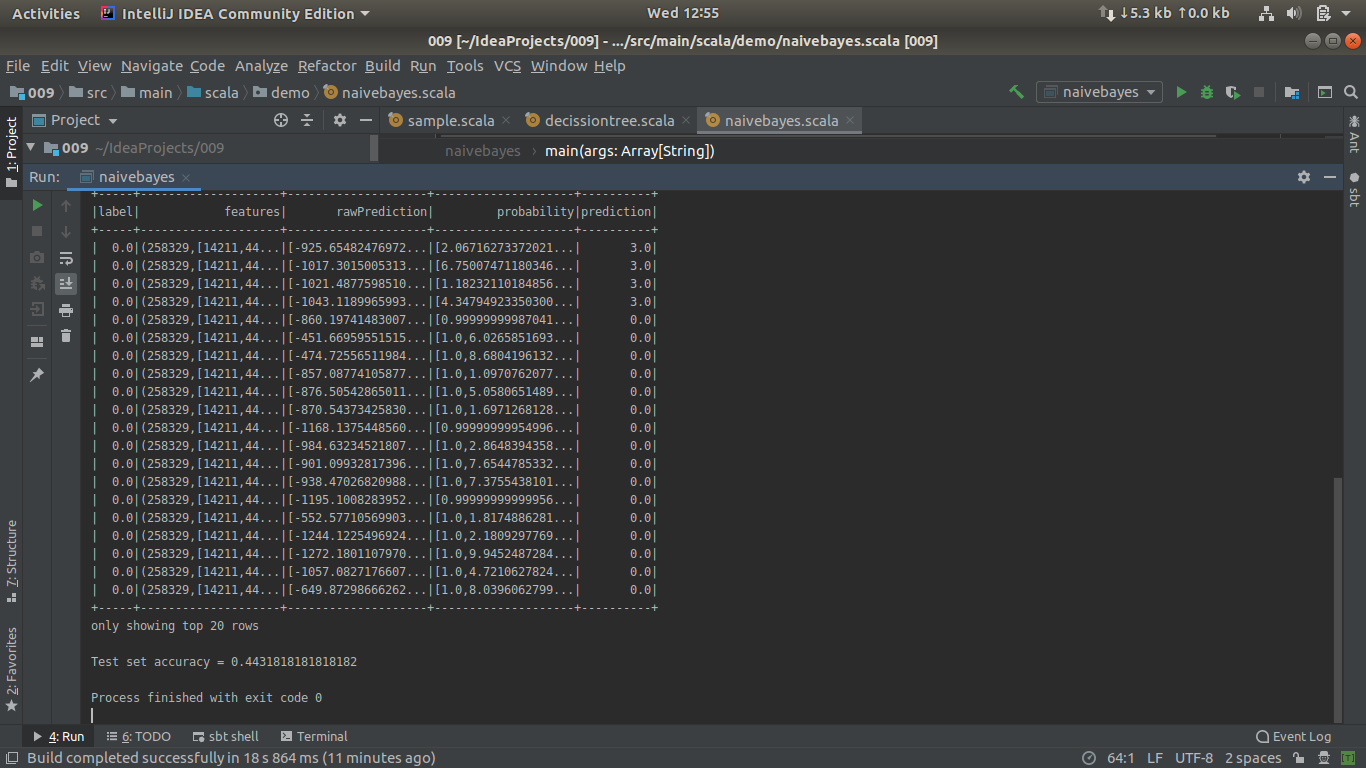 Activities IntelliJ IDEA Community Edition Wed 12:55 ↓5.3 kb ↑0.0 kb
009 [~/IdeaProjects/009] - .../src/main/scala/demo/naivebayes.scala [009]
File Edit View Navigate Code Analyze Refactor Build Run Tools VCS Window Help
009 src main scala demo naivebayes.scala naivebayes
1: Project
Project sample.scala decissiontree.scala naivebayes.scala
Ant
009 ~/IdeaProjects/009 naivebayes › main(args: Array[String])
Run: naivebayes
sbt
+-----+--------------------+--------------------+--------------------+----------+
|label|            features|       rawPrediction|         probability|prediction|
+-----+--------------------+--------------------+--------------------+----------+
|  0.0|(258329,[14211,44...|[-925.65482476972...|[2.06716273372021...|       3.0|
|  0.0|(258329,[14211,44...|[-1017.3015005313...|[6.75007471180346...|       3.0|
|  0.0|(258329,[14211,44...|[-1021.4877598510...|[1.18232110184856...|       3.0|
|  0.0|(258329,[14211,44...|[-1043.1189965993...|[4.34794923350300...|       3.0|
|  0.0|(258329,[14211,44...|[-860.19741483007...|[0.99999999987041...|       0.0|
|  0.0|(258329,[14211,44...|[-451.66959551515...|[1.0,6.0265851693...|       0.0|
|  0.0|(258329,[14211,44...|[-474.72556511984...|[1.0,8.6804196132...|       0.0|
|  0.0|(258329,[14211,44...|[-857.08774105877...|[1.0,1.0970762077...|       0.0|
|  0.0|(258329,[14211,44...|[-876.50542865011...|[1.0,5.0580651489...|       0.0|
|  0.0|(258329,[14211,44...|[-870.54373425830...|[1.0,1.6971268128...|       0.0|
|  0.0|(258329,[14211,44...|[-1168.1375448560...|[0.99999999954996...|       0.0|
|  0.0|(258329,[14211,44...|[-984.63234521807...|[1.0,2.8648394358...|       0.0|
|  0.0|(258329,[14211,44...|[-901.09932817396...|[1.0,7.6544785332...|       0.0|
|  0.0|(258329,[14211,44...|[-938.47026820988...|[1.0,7.3755438101...|       0.0|
|  0.0|(258329,[14211,44...|[-1195.1008283952...|[0.99999999999956...|       0.0|
|  0.0|(258329,[14211,44...|[-552.57710569903...|[1.0,1.8174886281...|       0.0|
|  0.0|(258329,[14211,44...|[-1244.1225496924...|[1.0,2.1809297769...|       0.0|
|  0.0|(258329,[14211,44...|[-1272.1801107970...|[1.0,9.9452487284...|       0.0|
|  0.0|(258329,[14211,44...|[-1057.0827176607...|[1.0,4.7210627824...|       0.0|
|  0.0|(258329,[14211,44...|[-649.87298666262...|[1.0,8.0396062799...|       0.0|
+-----+--------------------+--------------------+--------------------+----------+
only showing top 20 rows
Test set accuracy = 0.4431818181818182
Process finished with exit code 0
7: Structure
2: Favorites
4: Run 6: TODO sbt shell Terminal Event Log
Build completed successfully in 18 s 864 ms (11 minutes ago) 64:1 LF UTF-8 2 spaces [T]